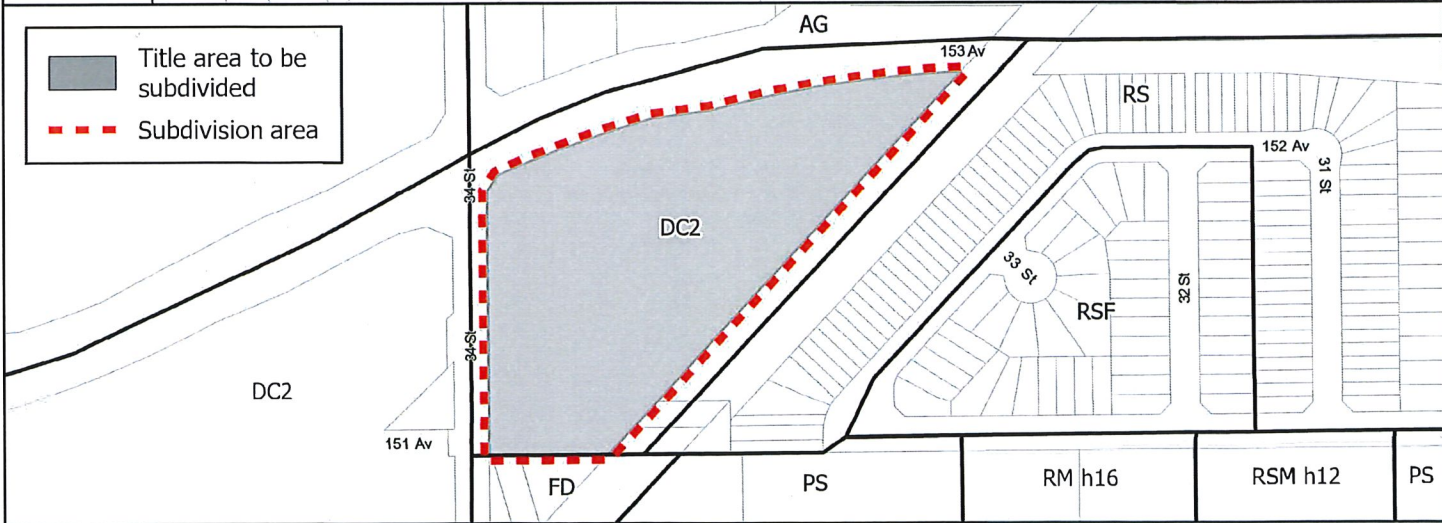 Title area to be
subdivided
Subdivision area
AG
153 Av
RS
152 Av
34 St
31 St
DC2
33 St
32 St
RSF
34 St
DC2
151 Av
FD
PS
RM h16
RSM h12
PS